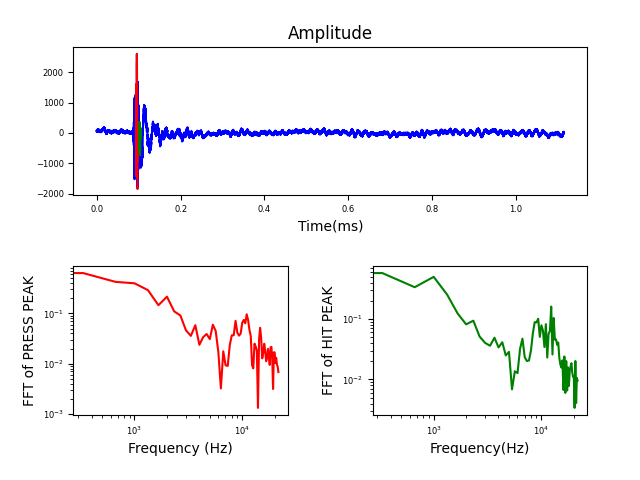 Amplitude
2000
1000
0
−1000
−2000
0.0 0.2 0.4 0.6 0.8 1.0
Time(ms)
FFT of PRESS PEAK
10⁻¹
10⁻²
10⁻³
10³ 10⁴
Frequency (Hz)
FFT of HIT PEAK
10⁻¹
10⁻²
10³ 10⁴
Frequency(Hz)